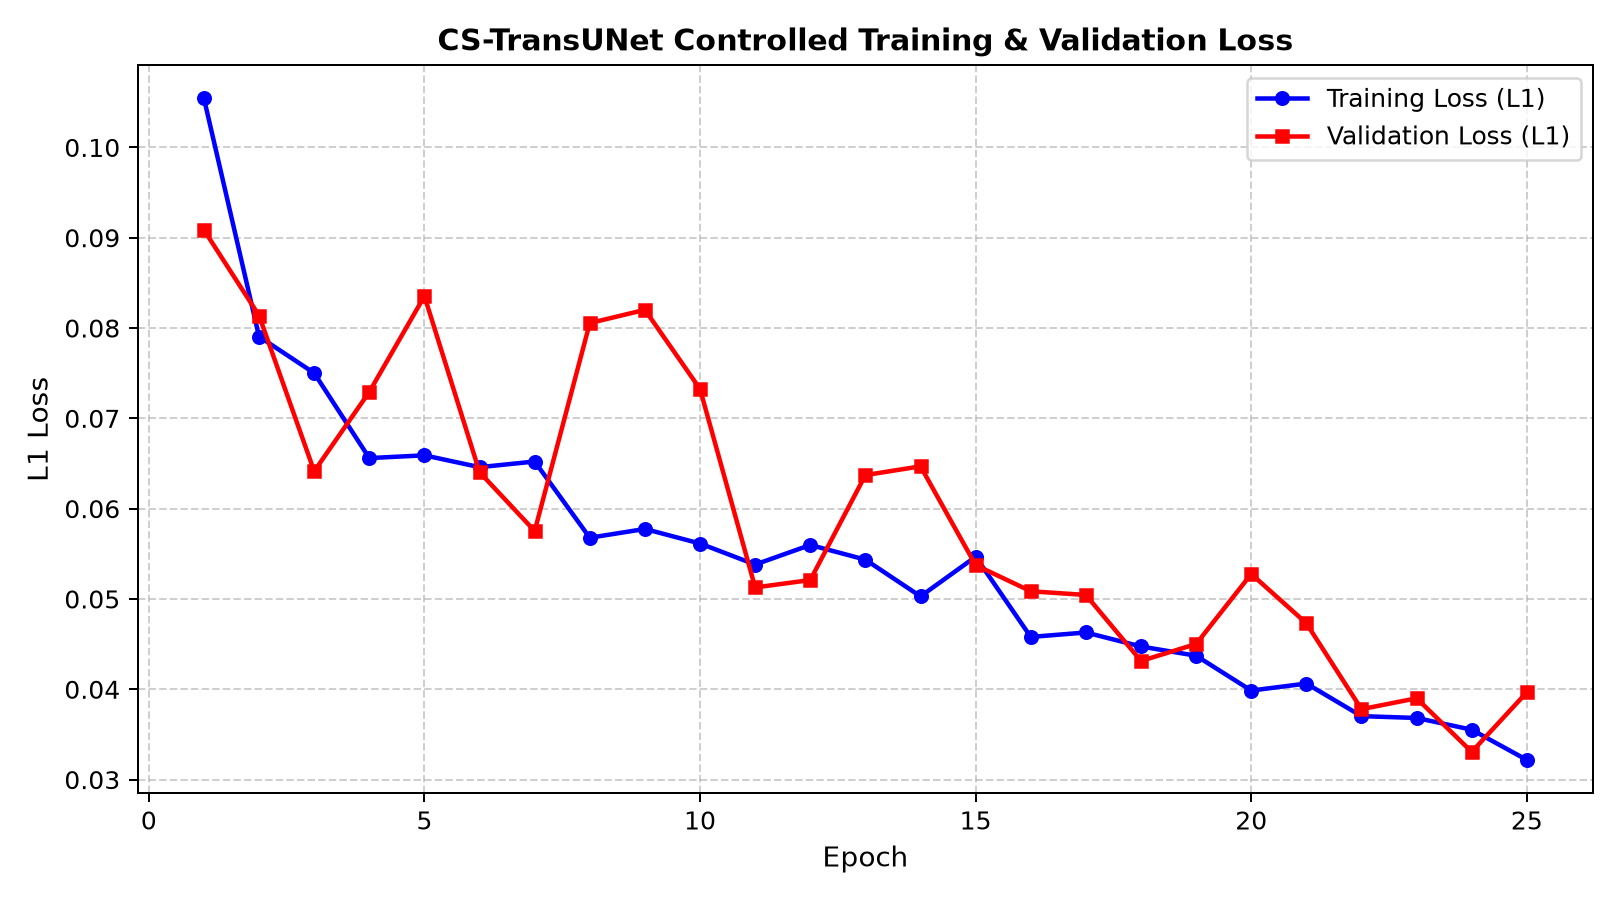 CS-TransUNet Controlled Training & Validation Loss
Training Loss (L1)
Validation Loss (L1)
L1 Loss
0.10
0.09
0.08
0.07
0.06
0.05
0.04
0.03
0 5 10 15 20 25
Epoch